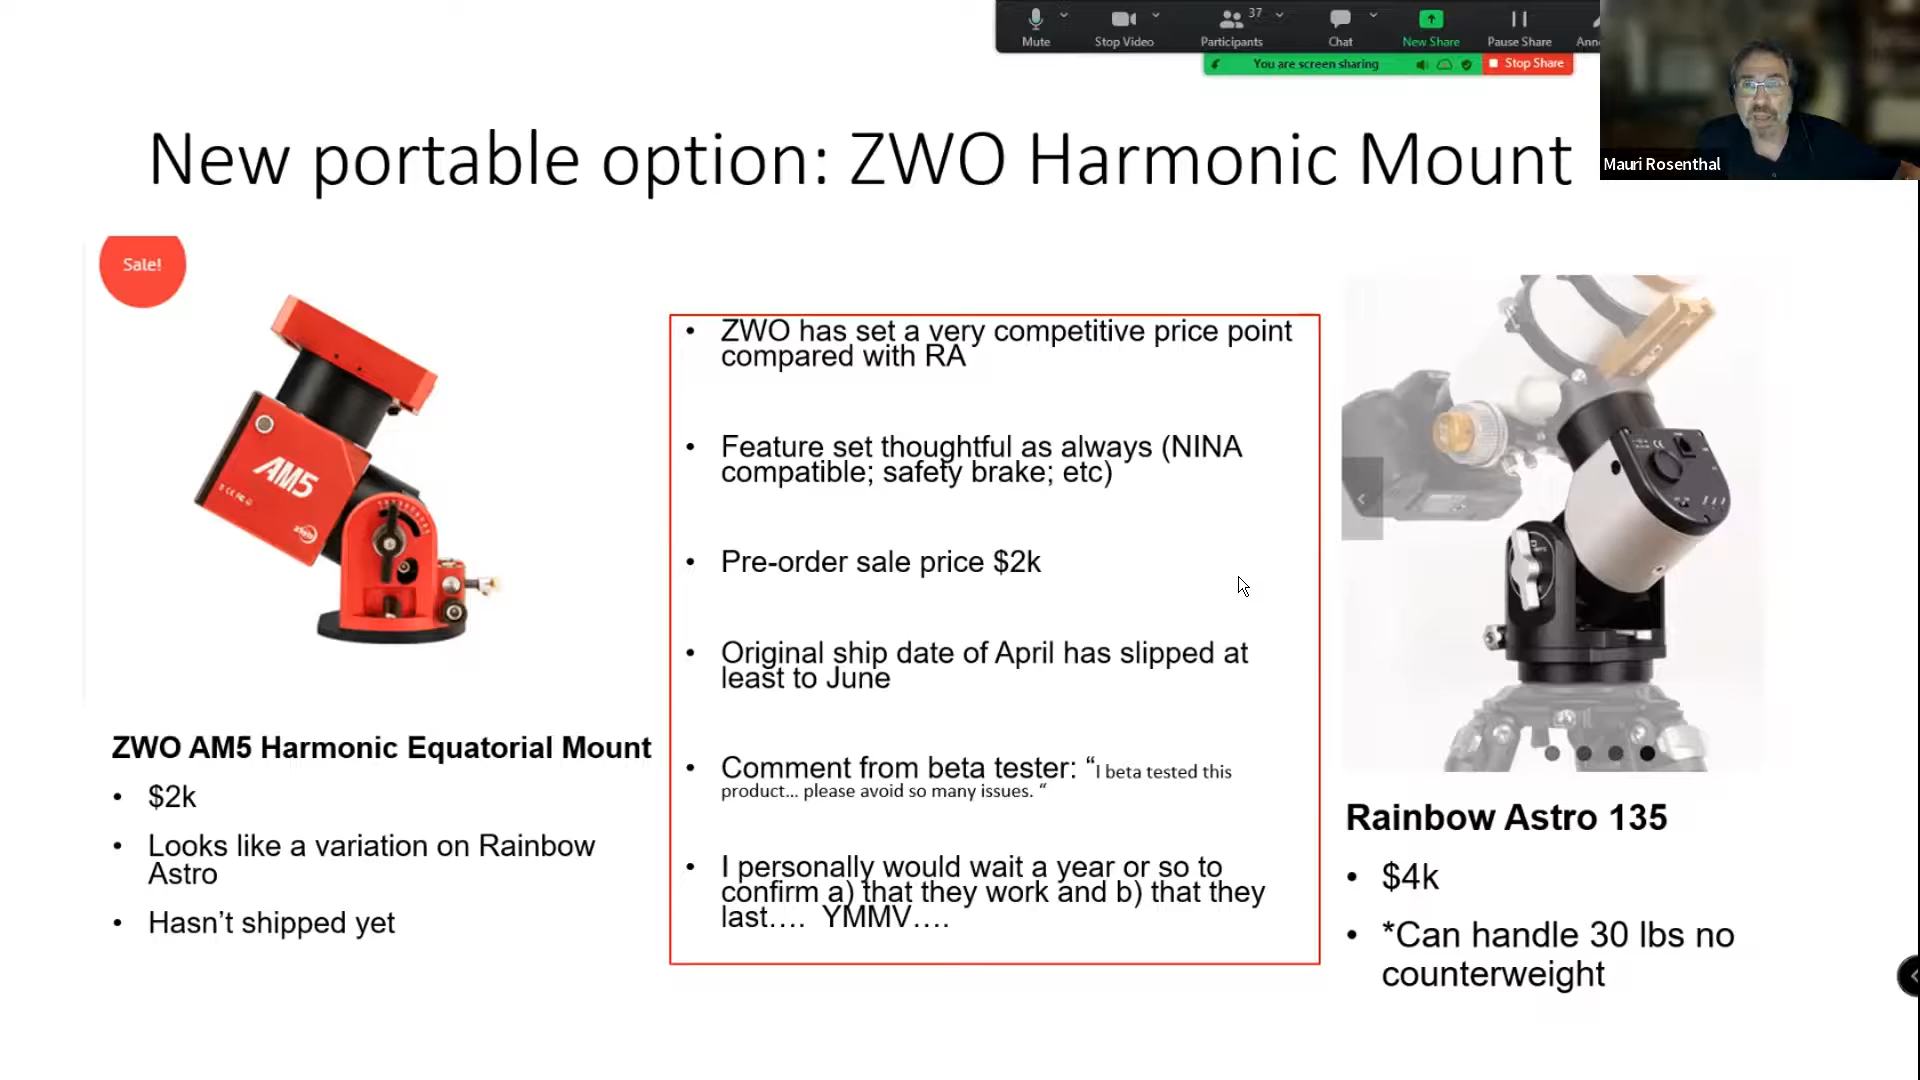 37
Mute
Stop Video
Participants
Chat
New Share
Pause Share
Ann
You are screen sharing
Stop Share
Mauri Rosenthal
New portable option: ZWO Harmonic Mount
Sale!
AM5
ZWO AM5 Harmonic Equatorial Mount
• $2k
• Looks like a variation on Rainbow
Astro
• Hasn't shipped yet
• ZWO has set a very competitive price point
compared with RA
• Feature set thoughtful as always (NINA
compatible; safety brake; etc)
• Pre-order sale price $2k
• Original ship date of April has slipped at
least to June
• Comment from beta tester: “I beta tested this
product... please avoid so many issues. “
• I personally would wait a year or so to
confirm a) that they work and b) that they
last…. YMMV….
Rainbow Astro 135
• $4k
• *Can handle 30 lbs no
counterweight